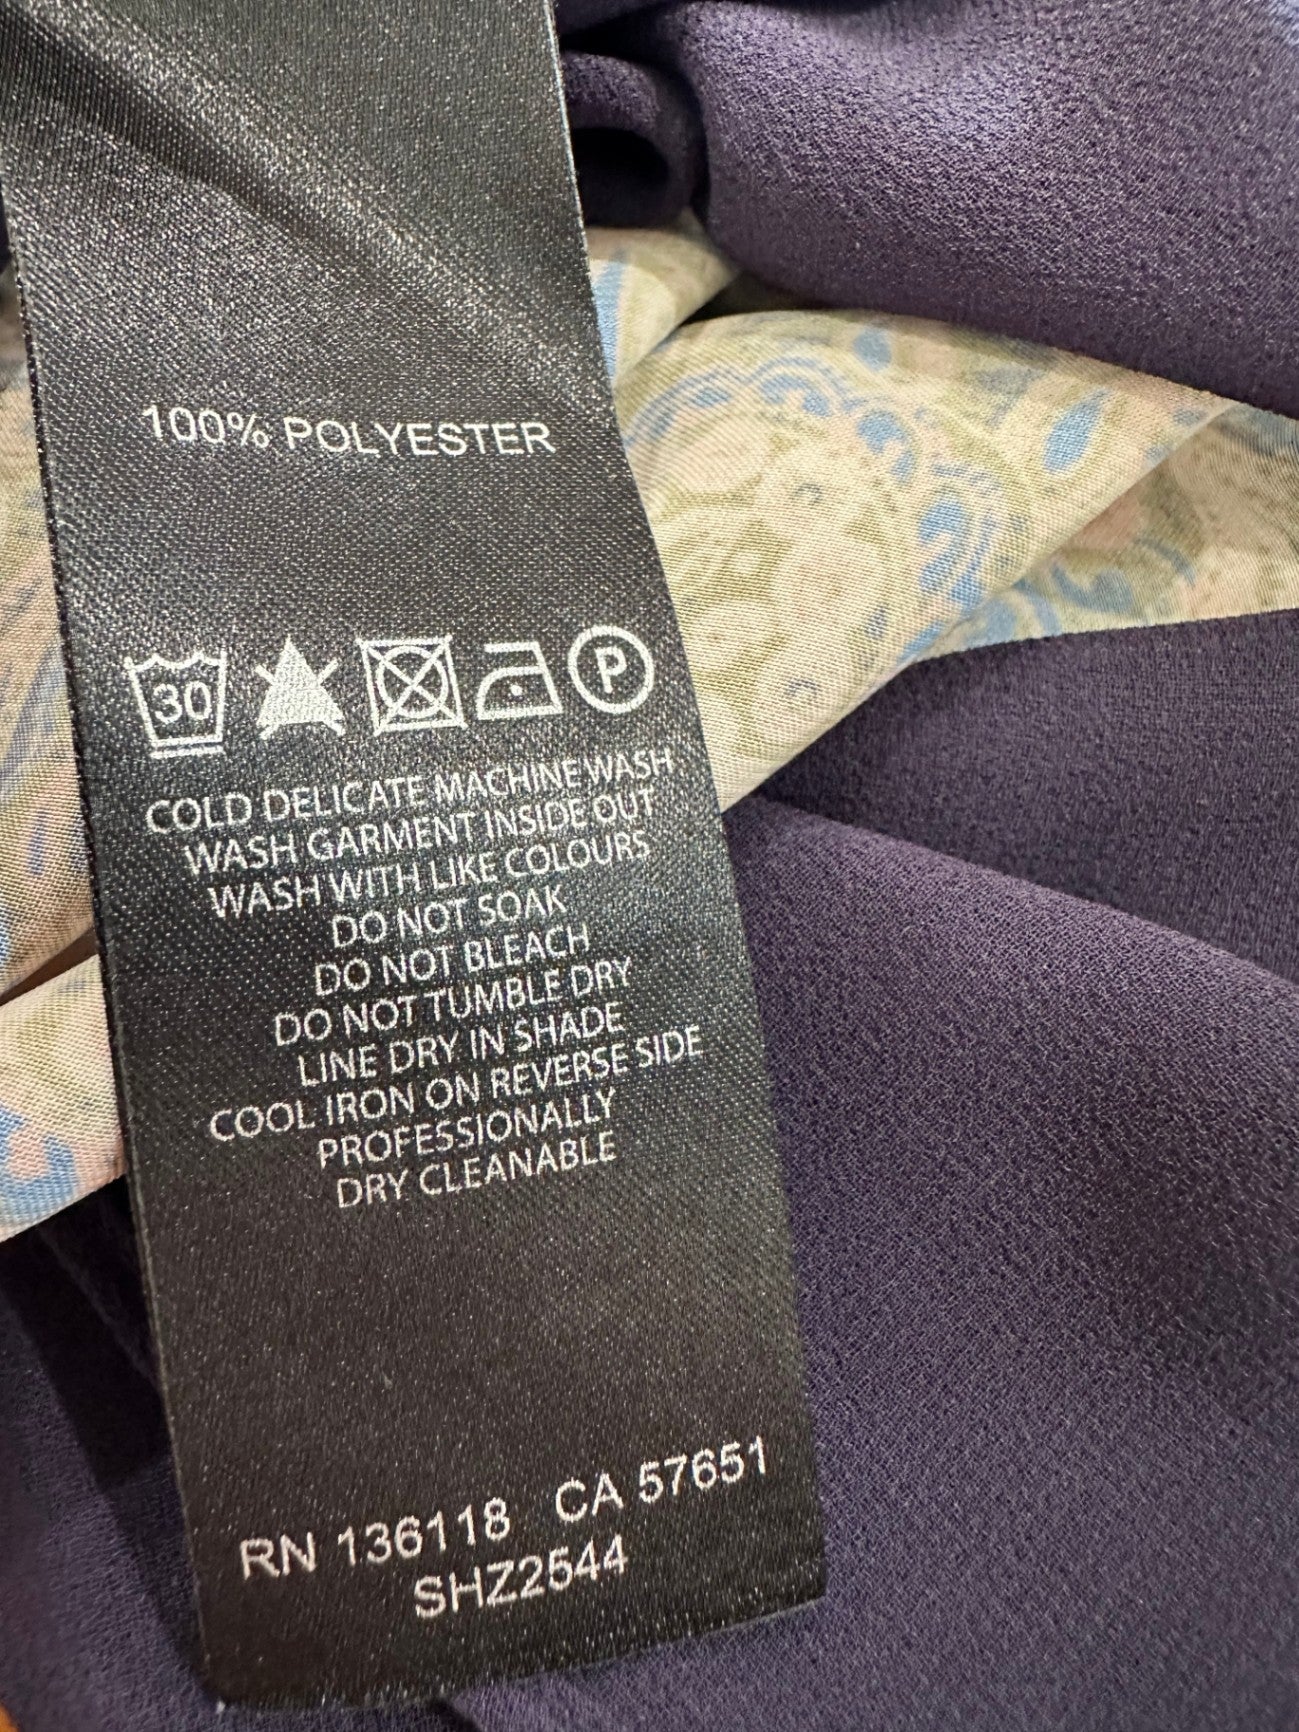 100% POLYESTER
30 P
COLD DELICATE MACHINE WASH
WASH GARMENT INSIDE OUT
WASH WITH LIKE COLOURS
DO NOT SOAK
DO NOT BLEACH
DO NOT TUMBLE DRY
LINE DRY IN SHADE
COOL IRON ON REVERSE SIDE
PROFESSIONALLY
DRY CLEANABLE
RN 136118 CA 57651
SHZ2544